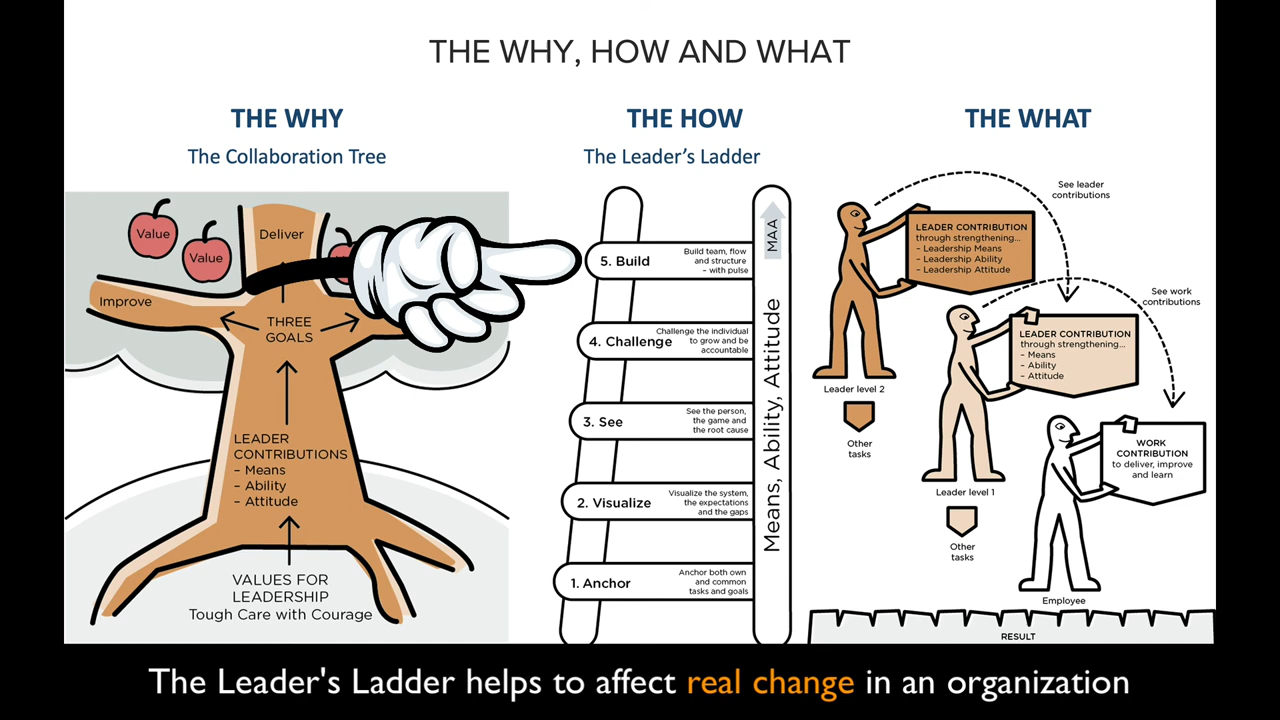 THE WHY, HOW AND WHAT
THE WHY
The Collaboration Tree
Value
Value
Deliver
Improve
THREE
GOALS
LEADER
CONTRIBUTIONS
– Means
– Ability
– Attitude
VALUES FOR
LEADERSHIP
Tough Care with Courage
THE HOW
The Leader's Ladder
MAA
Means, Ability, Attitude
5. Build
Build team, flow
and structure
– with pulse
4. Challenge
Challenge the individual
to grow and be
accountable
3. See
See the person,
the game and
the root cause
2. Visualize
Visualize the system,
the expectations
and the gaps
1. Anchor
Anchor both own
and common
tasks and goals
THE WHAT
See leader
contributions
LEADER CONTRIBUTION
through strengthening...
– Leadership Means
– Leadership Ability
– Leadership Attitude
Leader level 2
Other
tasks
See work
contributions
LEADER CONTRIBUTION
through strengthening...
– Means
– Ability
– Attitude
Leader level 1
Other
tasks
WORK
CONTRIBUTION
to deliver, improve
and learn
Employee
RESULT
The Leader's Ladder helps to affect real change in an organization